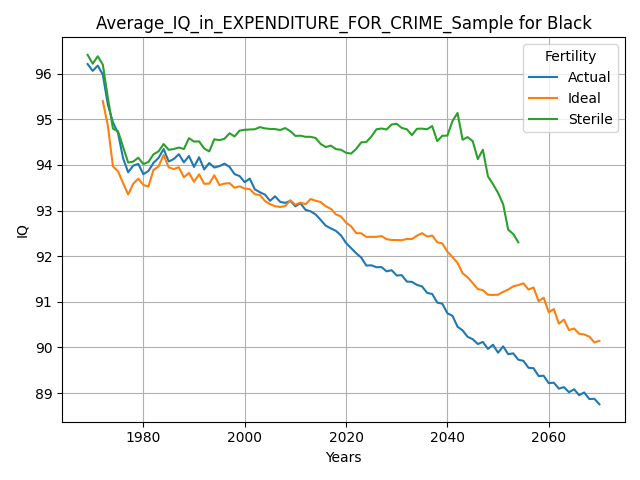 Average_IQ_in_EXPENDITURE_FOR_CRIME_Sample for Black
Fertility
Actual
Ideal
Sterile
IQ
96
95
94
93
92
91
90
89
1980
2000
2020
2040
2060
Years